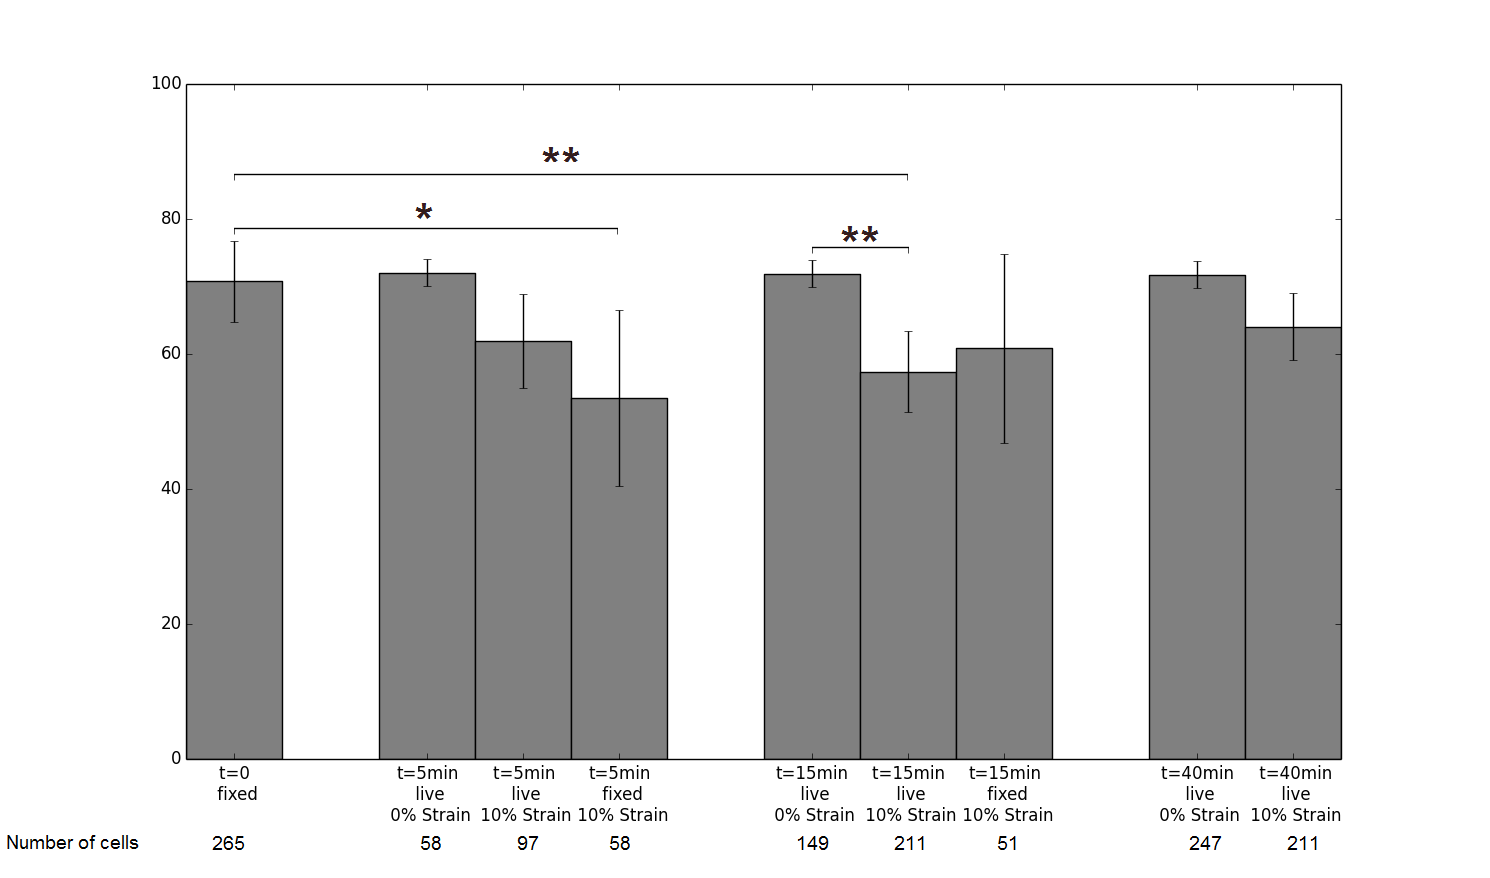 100
80
60
40
20
0
**
*
**
t=0
fixed
t=5min
live
0% Strain
t=5min
live
10% Strain
t=5min
fixed
10% Strain
t=15min
live
0% Strain
t=15min
live
10% Strain
t=15min
fixed
10% Strain
t=40min
live
0% Strain
t=40min
live
10% Strain
Number of cells 265 58 97 58 149 211 51 247 211